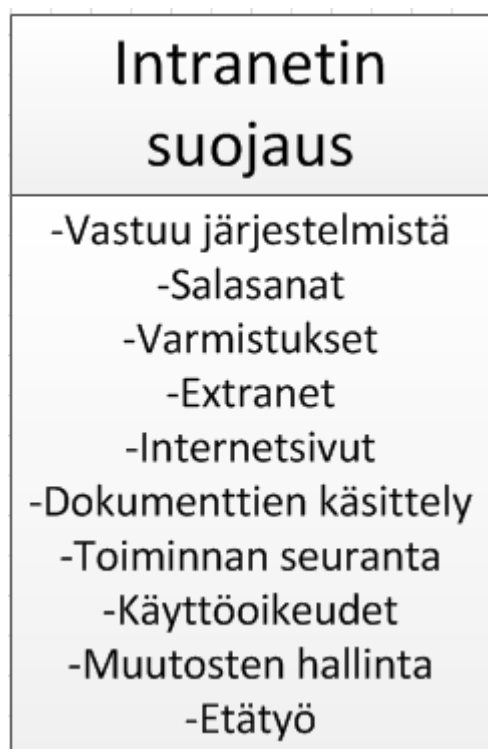 Intranetin
suojaus
-Vastuu järjestelmistä
-Salasanat
-Varmistukset
-Extranet
-Internetsivut
-Dokumenttien käsittely
-Toiminnan seuranta
-Käyttöoikeudet
-Muutosten hallinta
-Etätyö